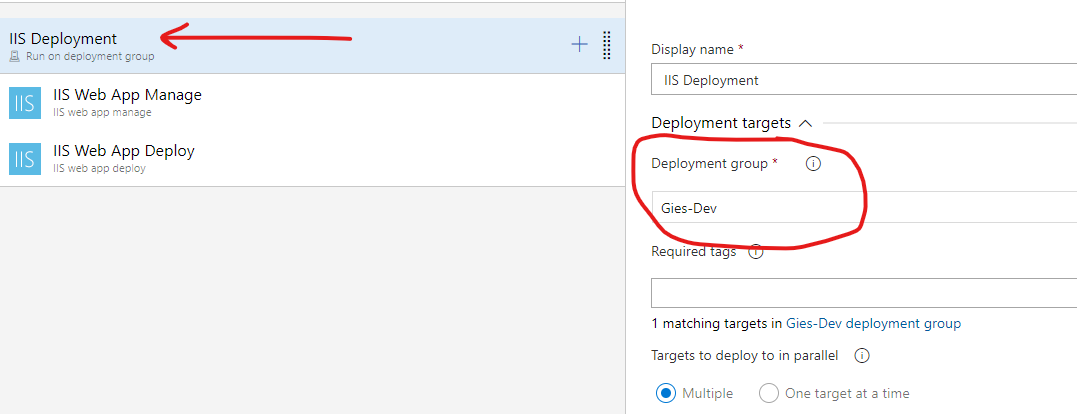 IIS Deployment
Run on deployment group
IIS
IIS Web App Manage
IIS web app manage
IIS
IIS Web App Deploy
IIS web app deploy
Display name *
IIS Deployment
Deployment targets
Deployment group *
Gies-Dev
Required tags
1 matching targets in Gies-Dev deployment group
Targets to deploy to in parallel
Multiple
One target at a time